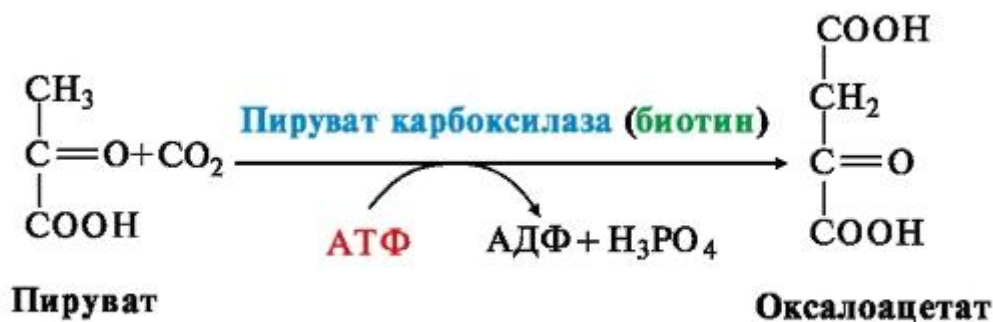 COOH
CH₃
CH₂
Пируват карбоксилаза (биотин)
C=O+CO₂
C=O
COOH
АТФ
АДФ + H₃PO₄
COOH
Пируват
Оксалоацетат